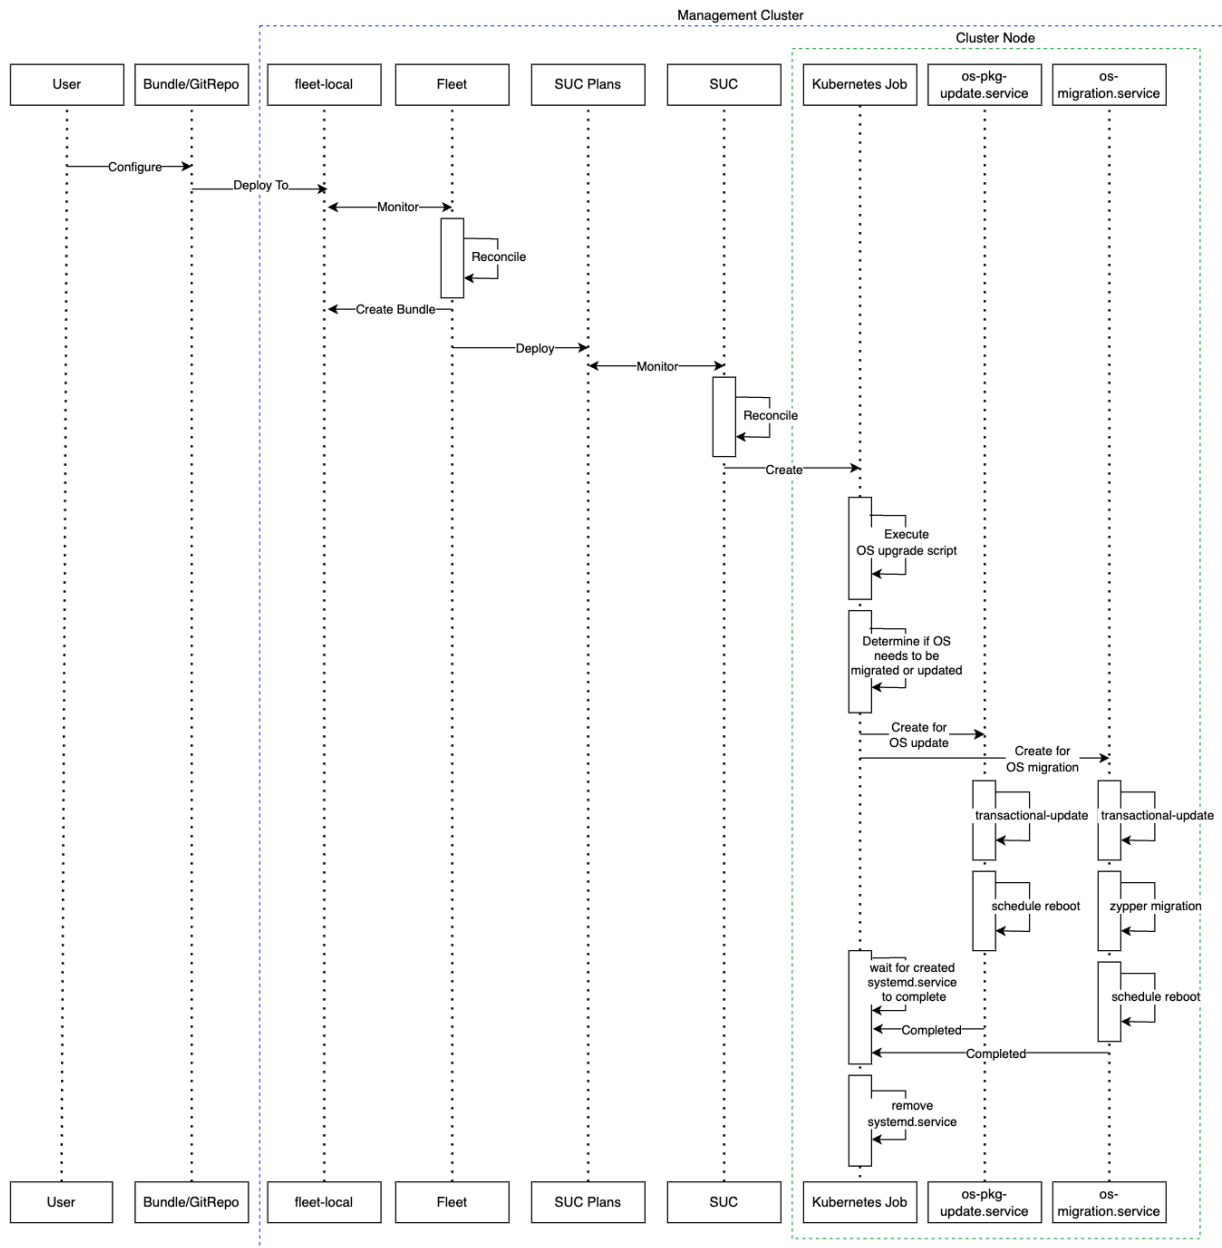 Management Cluster
Cluster Node
User
Bundle/GitRepo
fleet-local
Fleet
SUC Plans
SUC
Kubernetes Job
os-pkg-
update.service
os-
migration.service
Configure
Deploy To
Monitor
Reconcile
Create Bundle
Deploy
Monitor
Reconcile
Create
Execute
OS upgrade script
Determine if OS
needs to be
migrated or updated
Create for
OS update
Create for
OS migration
transactional-update
transactional-update
schedule reboot
zypper migration
wait for created
systemd.service
to complete
schedule reboot
Completed
Completed
remove
systemd.service
User
Bundle/GitRepo
fleet-local
Fleet
SUC Plans
SUC
Kubernetes Job
os-pkg-
update.service
os-
migration.service